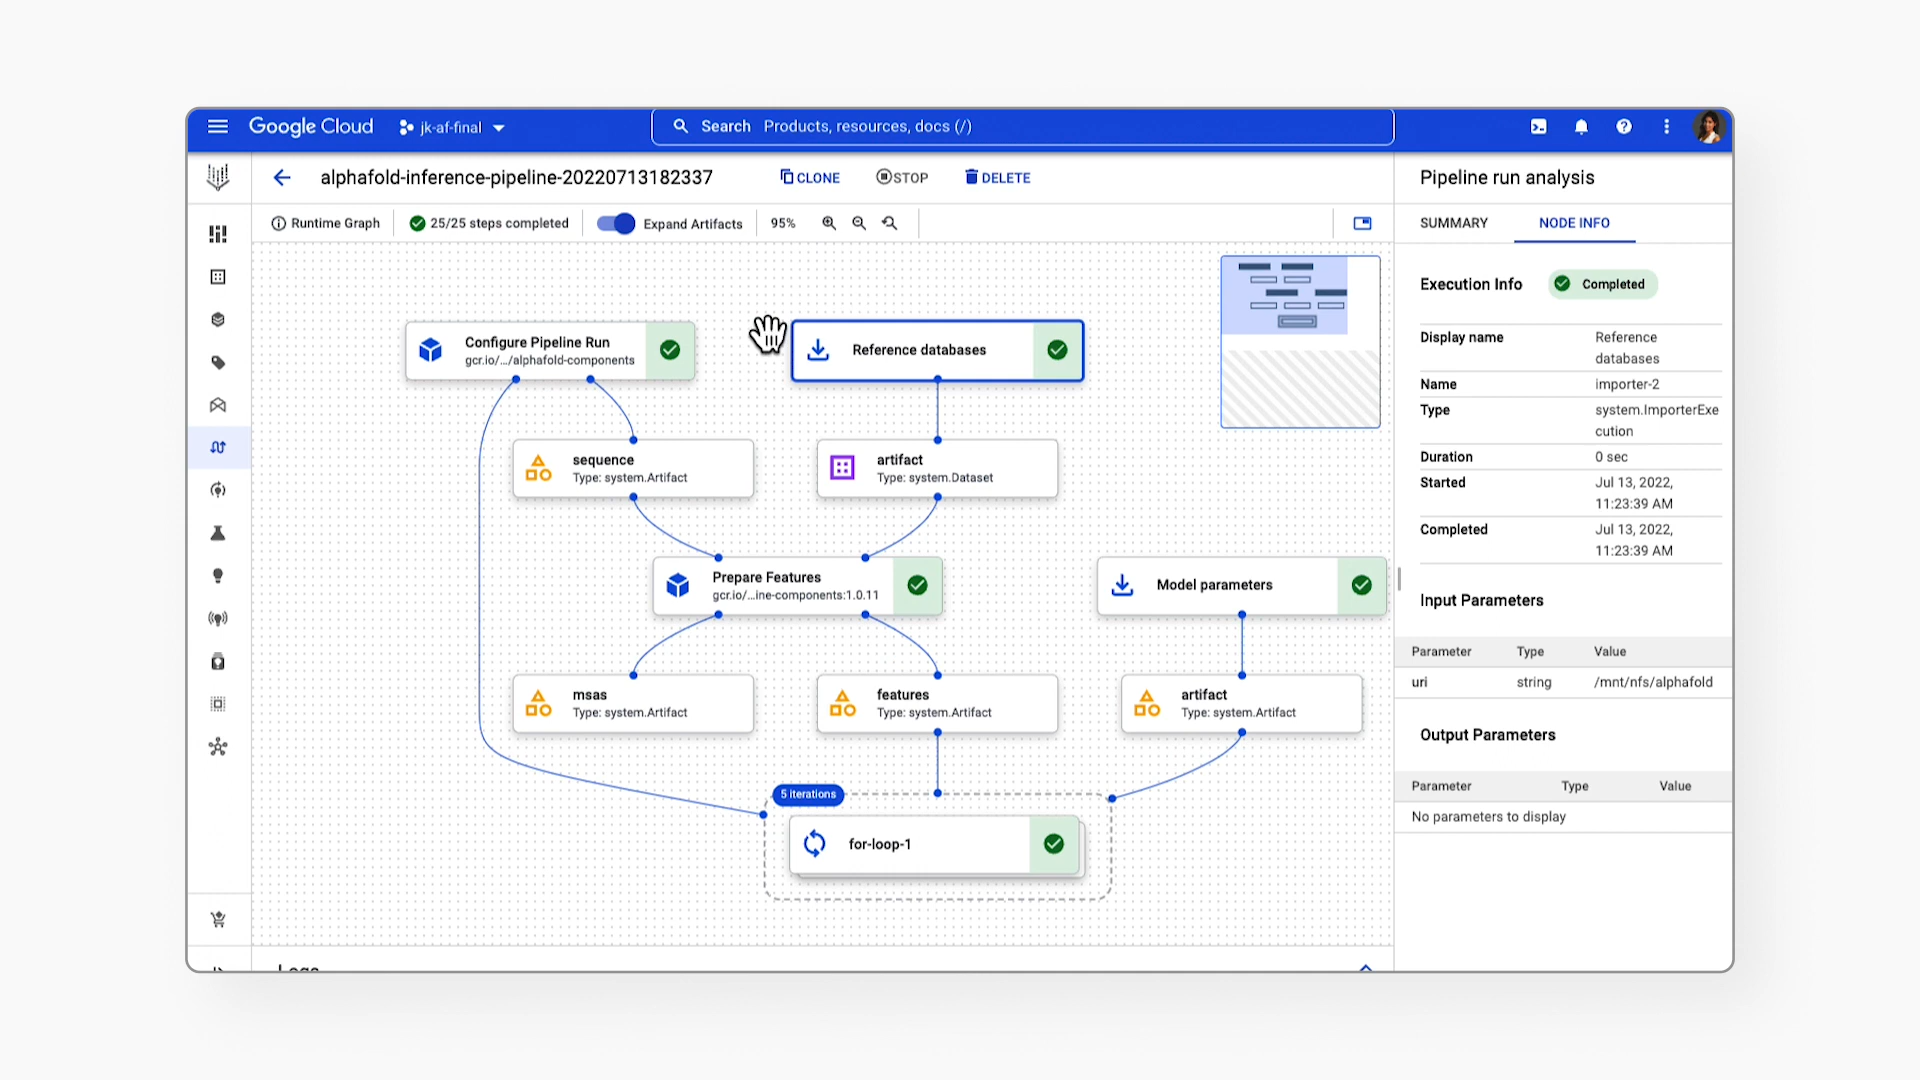 Google Cloud
jk-af-final
Search Products, resources, docs (/)
alphafold-inference-pipeline-20220713182337
CLONE
STOP
DELETE
Pipeline run analysis
Runtime Graph
25/25 steps completed
Expand Artifacts
95%
SUMMARY
NODE INFO
Execution Info
Completed
Display name
Reference
databases
Name
importer-2
Type
system.ImporterExe
cution
Duration
0 sec
Started
Jul 13, 2022,
11:23:39 AM
Completed
Jul 13, 2022,
11:23:39 AM
Input Parameters
Parameter Type Value
uri string /mnt/nfs/alphafold
Output Parameters
Parameter Type Value
No parameters to display
Configure Pipeline Run
gcr.io/.../alphafold-components
Reference databases
sequence
Type: system.Artifact
artifact
Type: system.Dataset
Prepare Features
gcr.io/...ine-components:1.0.11
Model parameters
msas
Type: system.Artifact
features
Type: system.Artifact
artifact
Type: system.Artifact
5 iterations
for-loop-1
Logs